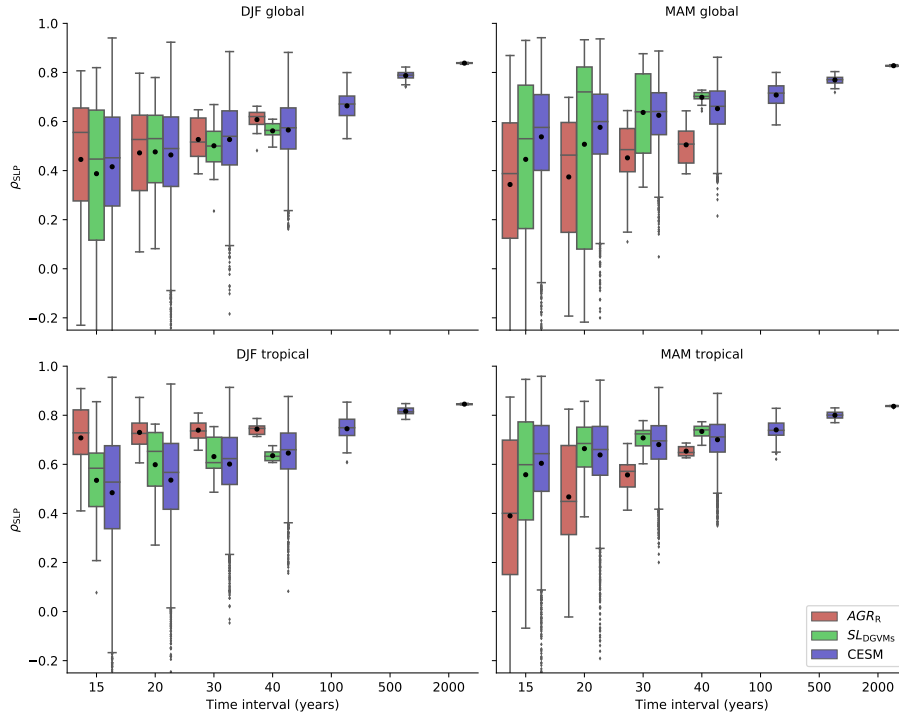 DJF global
MAM global
1.0
0.8
0.6
0.4
0.2
0.0
−0.2
ρSLP
DJF tropical
MAM tropical
1.0
0.8
0.6
0.4
0.2
0.0
−0.2
ρSLP
AGR_R
SL_DGVMs
CESM
15 20 30 40 100 500 2000
15 20 30 40 100 500 2000
Time interval (years)
Time interval (years)